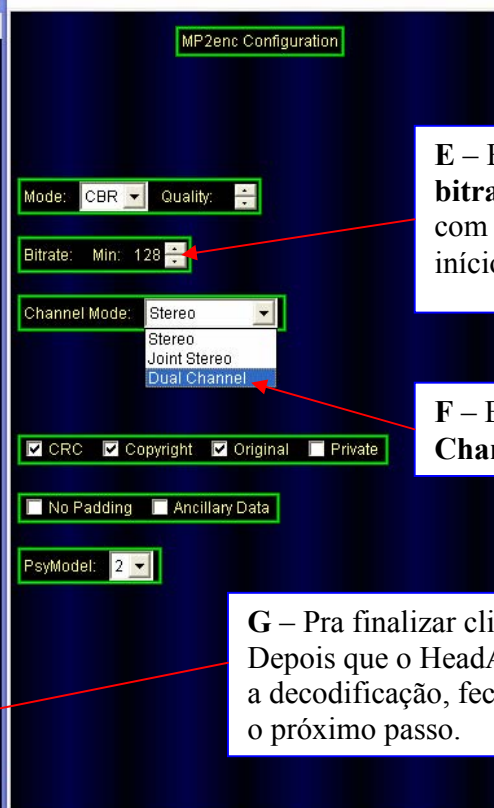 MP2enc Configuration
E –
bitra
com
início
Mode: CBR Quality:
Bitrate: Min: 128
Channel Mode: Stereo
Stereo
Joint Stereo
Dual Channel
F –
Chan
CRC Copyright Original Private
No Padding Ancillary Data
PsyModel: 2
G – Pra finalizar cli
Depois que o HeadA
a decodificação, fec
o próximo passo.